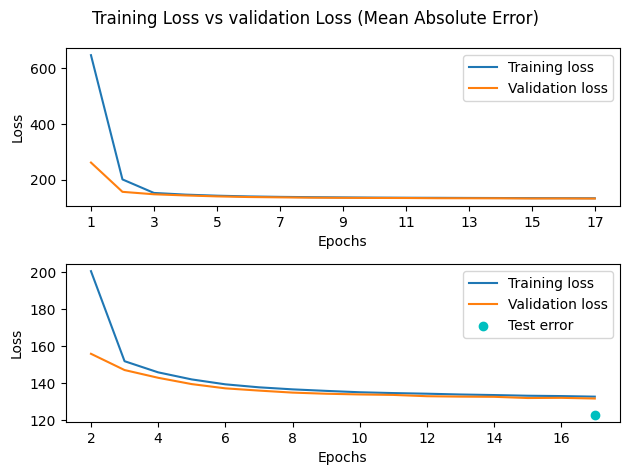 Training Loss vs validation Loss (Mean Absolute Error)
600
400
200
Loss
Training loss
Validation loss
1 3 5 7 9 11 13 15 17
Epochs
200
180
160
140
120
Loss
Training loss
Validation loss
Test error
2 4 6 8 10 12 14 16
Epochs